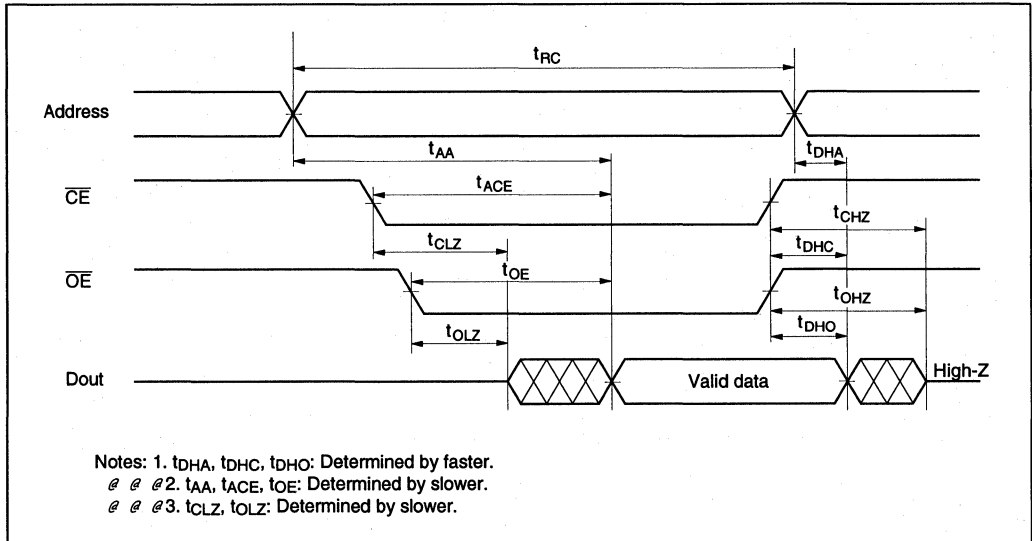 tRC
Address
tDHA
tAA
tACE
CE
tCHZ
tCLZ
tDHC
tOE
OE
tOHZ
tOLZ
tDHO
Dout
Valid data
High-Z
Notes: 1. tDHA, tDHC, tDHO: Determined by faster.
@ @ @2. tAA, tACE, tOE: Determined by slower.
@ @ @3. tCLZ, tOLZ: Determined by slower.